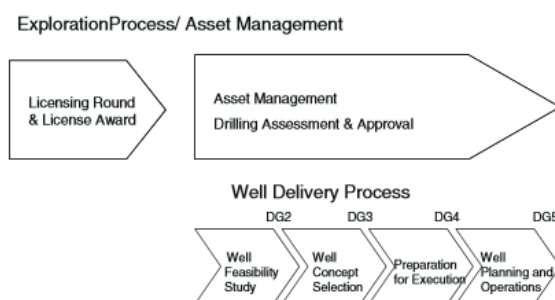 ExplorationProcess/ Asset Management
Licensing Round
& License Award
Asset Management
Drilling Assessment & Approval
Well Delivery Process
DG2
DG3
DG4
DG5
Well
Feasibility
Study
Well
Concept
Selection
Preparation
for Execution
Well
Planning and
Operations